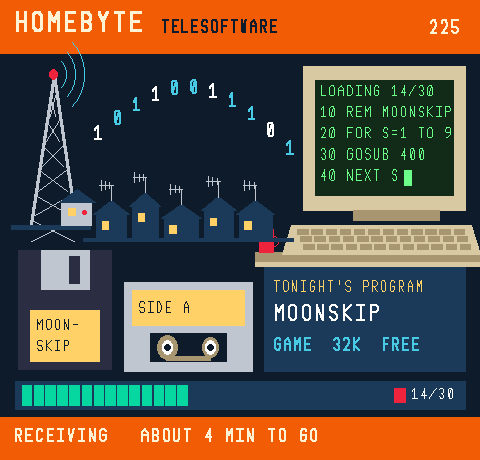 HOMEBYTE TELESOFTWARE 225
1 0 1 1 0 0 1 1 1 0 1
LOADING 14/30
10 REM MOONSKIP
20 FOR S=1 TO 9
30 GOSUB 400
40 NEXT S
MOON-
SKIP
SIDE A
TONIGHT'S PROGRAM
MOONSKIP
GAME 32K FREE
14/30
RECEIVING ABOUT 4 MIN TO GO